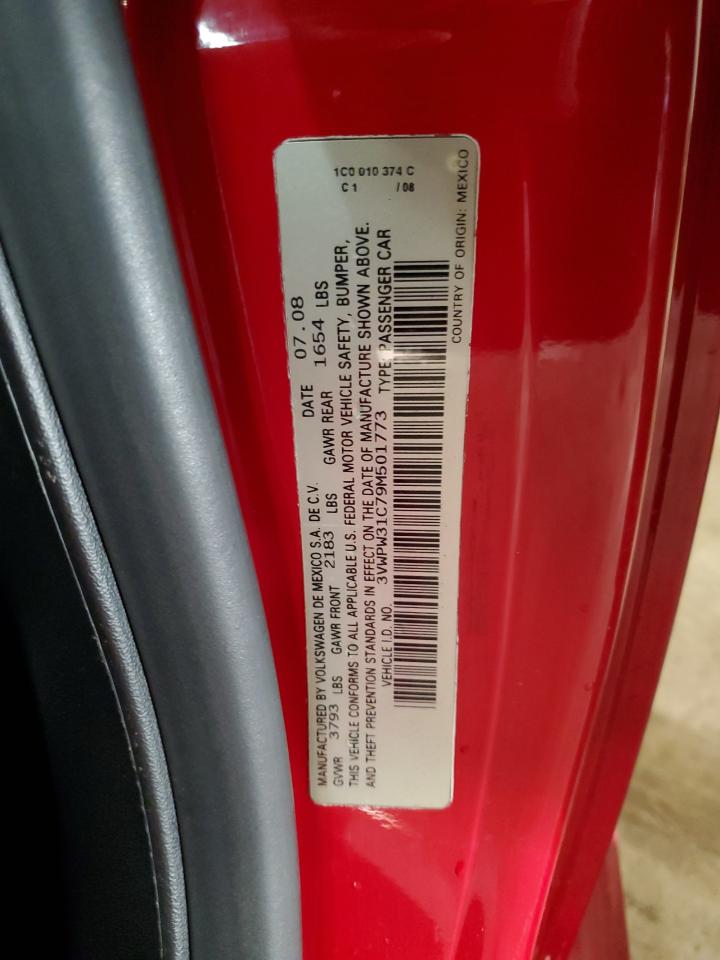 MANUFACTURED BY VOLKSWAGEN DE MEXICO S.A. DE C.V. DATE 07.08
GVWR 3793 LBS GAWR FRONT 2183 LBS GAWR REAR 1654 LBS
THIS VEHICLE CONFORMS TO ALL APPLICABLE U.S. FEDERAL MOTOR VEHICLE SAFETY, BUMPER,
AND THEFT PREVENTION STANDARDS IN EFFECT ON THE DATE OF MANUFACTURE SHOWN ABOVE.
VEHICLE I.D. NO. 3VWPW31C79M501773 TYPE: PASSENGER CAR
COUNTRY OF ORIGIN: MEXICO
1C0 010 374 C
C 1 / 08